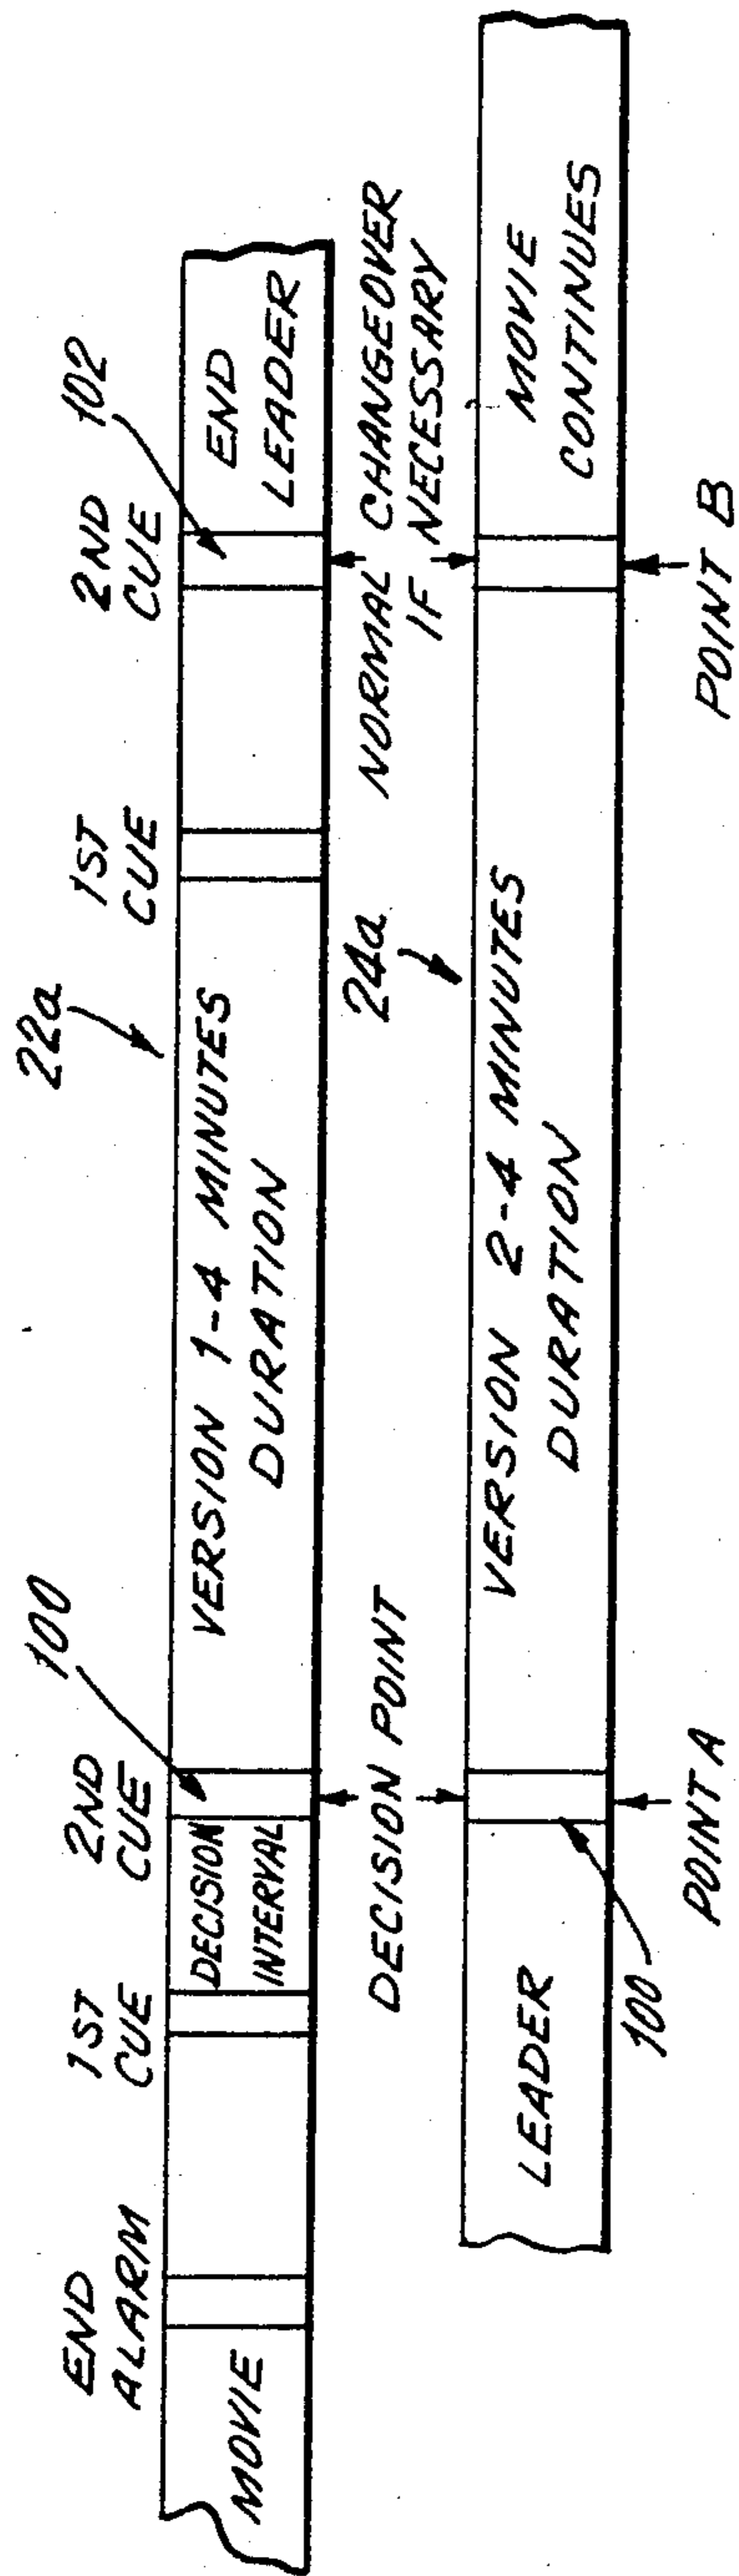 22a
END
ALARM
1ST
CUE
2ND
CUE
100
1ST
CUE
2ND
CUE
102
MOVIE
DECISION
INTERVAL
VERSION 1-4 MINUTES
DURATION
END
LEADER
DECISION POINT
24a
NORMAL CHANGEOVER
IF NECESSARY
LEADER
VERSION 2-4 MINUTES
DURATION
MOVIE
CONTINUES
100
POINT A
POINT B